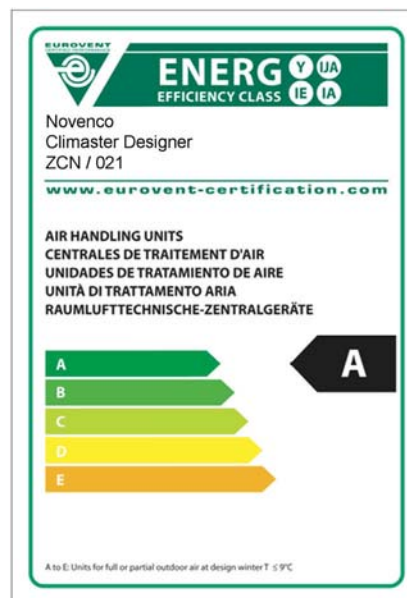 EUROVENT
CERTIFIED PERFORMANCE
ENERG Y IJA
EFFICIENCY CLASS IE IA
Novenco
Climaster Designer
ZCN / 021
www.eurovent-certification.com
AIR HANDLING UNITS
CENTRALES DE TRAITEMENT D'AIR
UNIDADES DE TRATAMIENTO DE AIRE
UNITÀ DI TRATTAMENTO ARIA
RAUMLUFTTECHNISCHE-ZENTRALGERÄTE
A
A
B
C
D
E
A to E: Units for full or partial outdoor air at design winter T ≤ 9°C